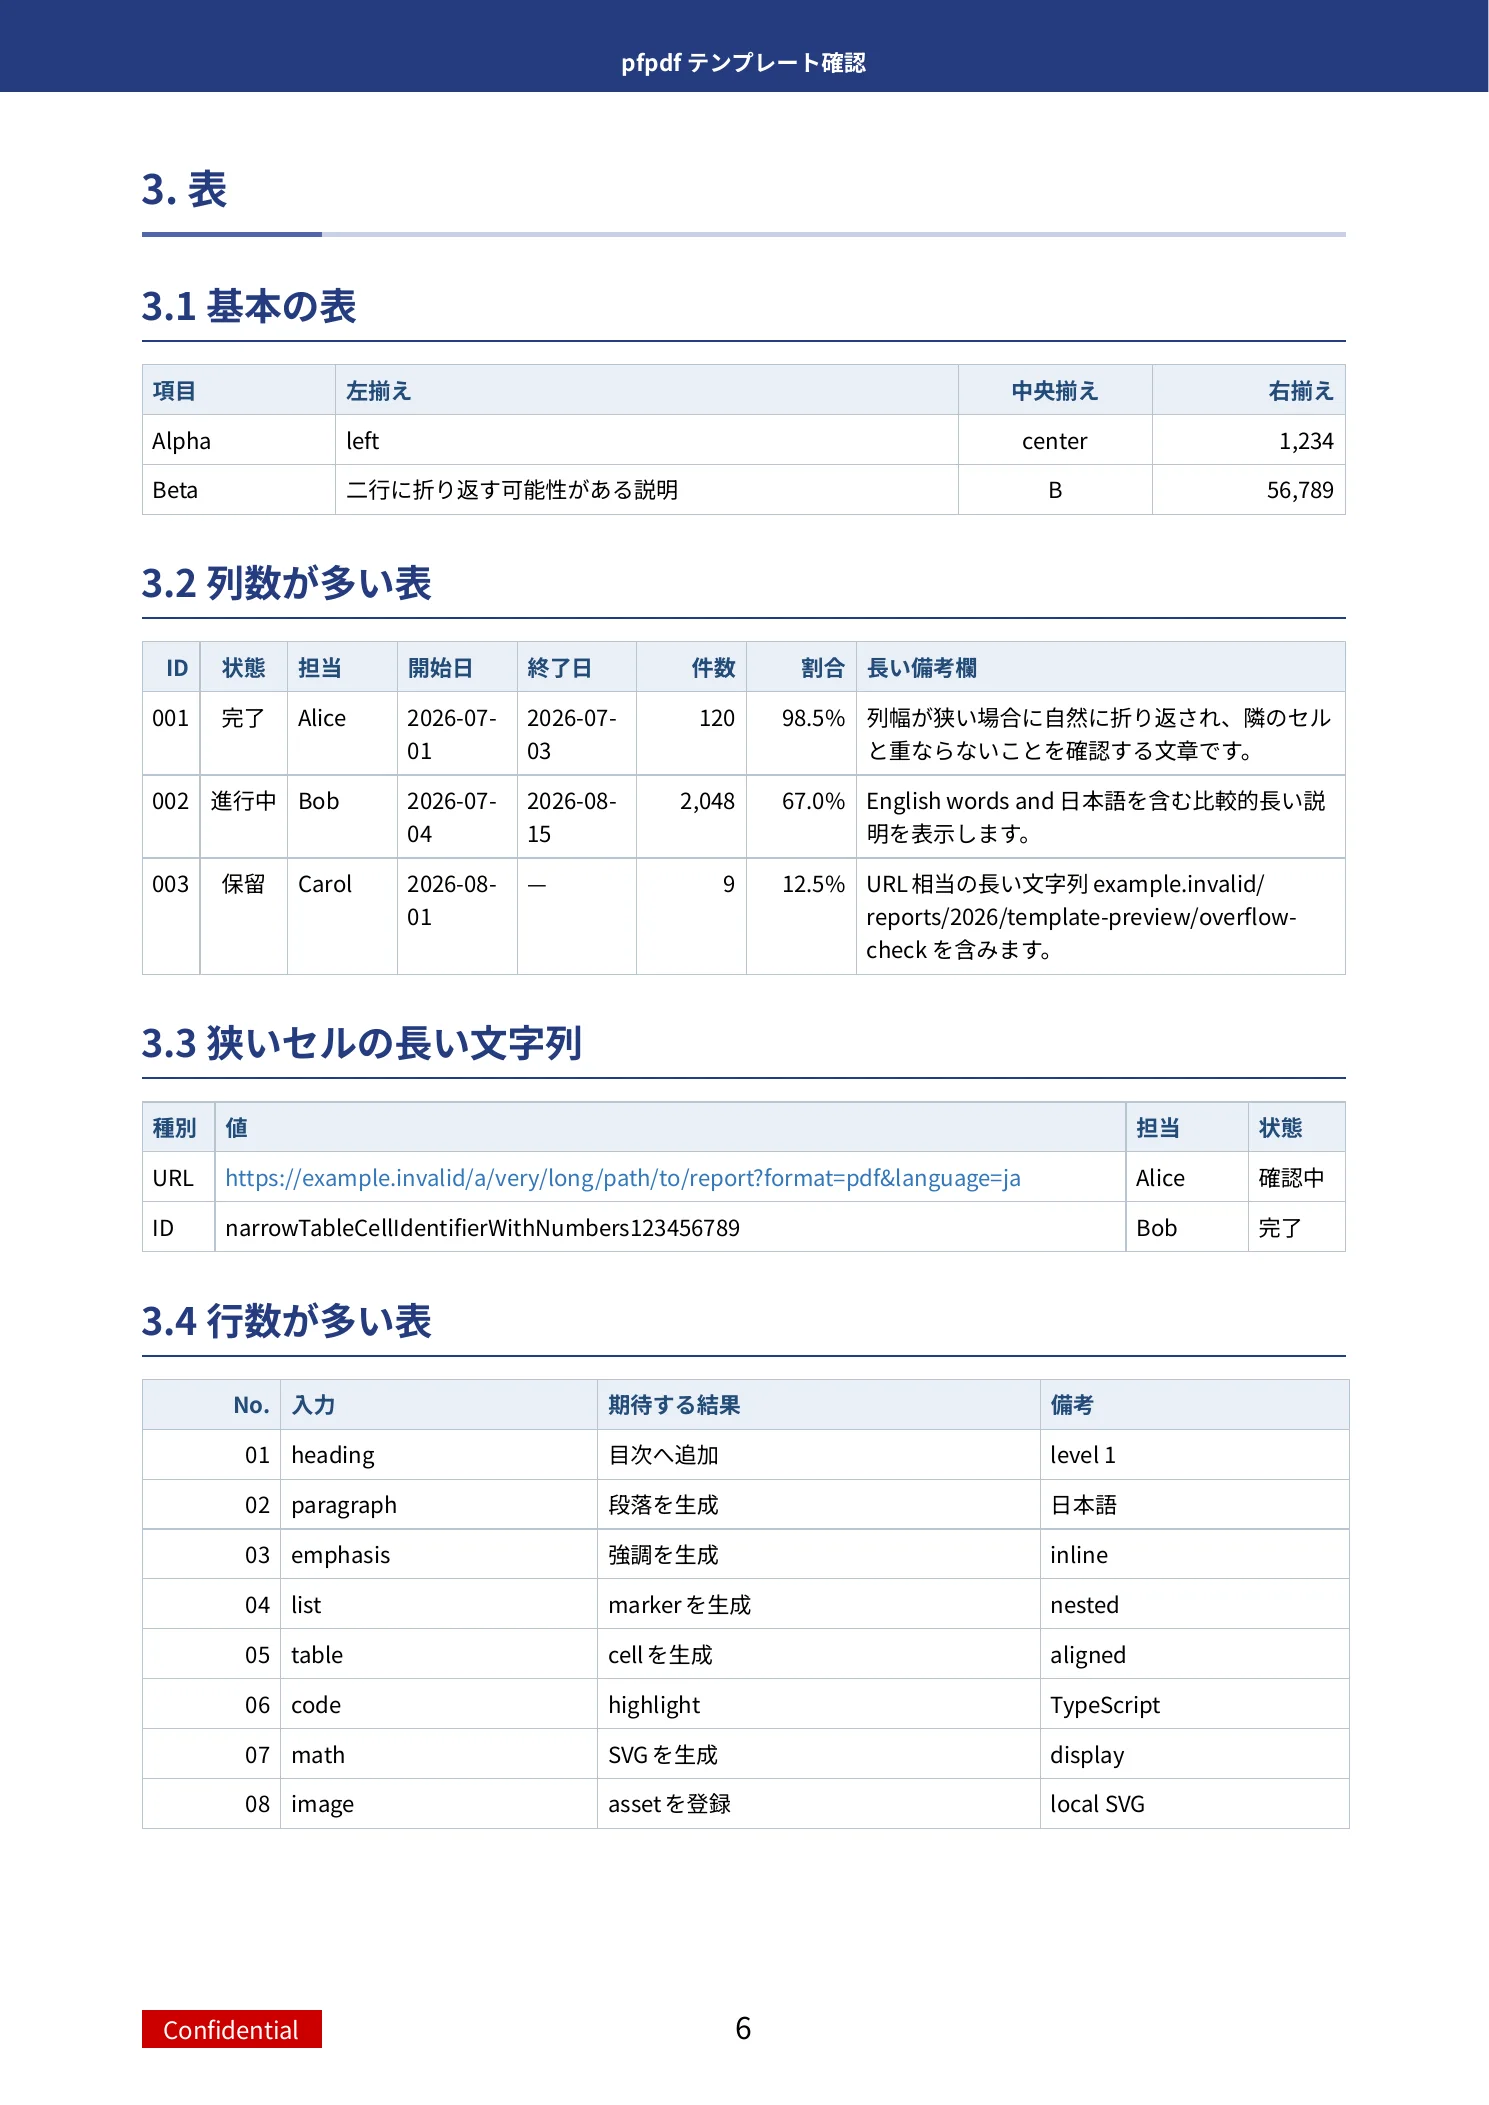 pfpdf テンプレート確認
3. 表
3.1 基本の表
項目 左揃え 中央揃え 右揃え
Alpha left center 1,234
Beta 二行に折り返す可能性がある説明 B 56,789
3.2 列数が多い表
ID 状態 担当 開始日 終了日 件数 割合 長い備考欄
001 完了 Alice 2026-07- 2026-07- 120 98.5% 列幅が狭い場合に自然に折り返され、隣のセル
01 03 と重ならないことを確認する文章です。
002 進行中 Bob 2026-07- 2026-08- 2,048 67.0% English words and 日本語を含む比較的長い説
04 15 明を表示します。
003 保留 Carol 2026-08- — 9 12.5% URL 相当の長い文字列 example.invalid/
01 reports/2026/template-preview/overflow-
check を含みます。
3.3 狭いセルの長い文字列
種別 値 担当 状態
URL https://example.invalid/a/very/long/path/to/report?format=pdf&language=ja Alice 確認中
ID narrowTableCellIdentifierWithNumbers123456789 Bob 完了
3.4 行数が多い表
No. 入力 期待する結果 備考
01 heading 目次へ追加 level 1
02 paragraph 段落を生成 日本語
03 emphasis 強調を生成 inline
04 list marker を生成 nested
05 table cell を生成 aligned
06 code highlight TypeScript
07 math SVG を生成 display
08 image asset を登録 local SVG
Confidential 6